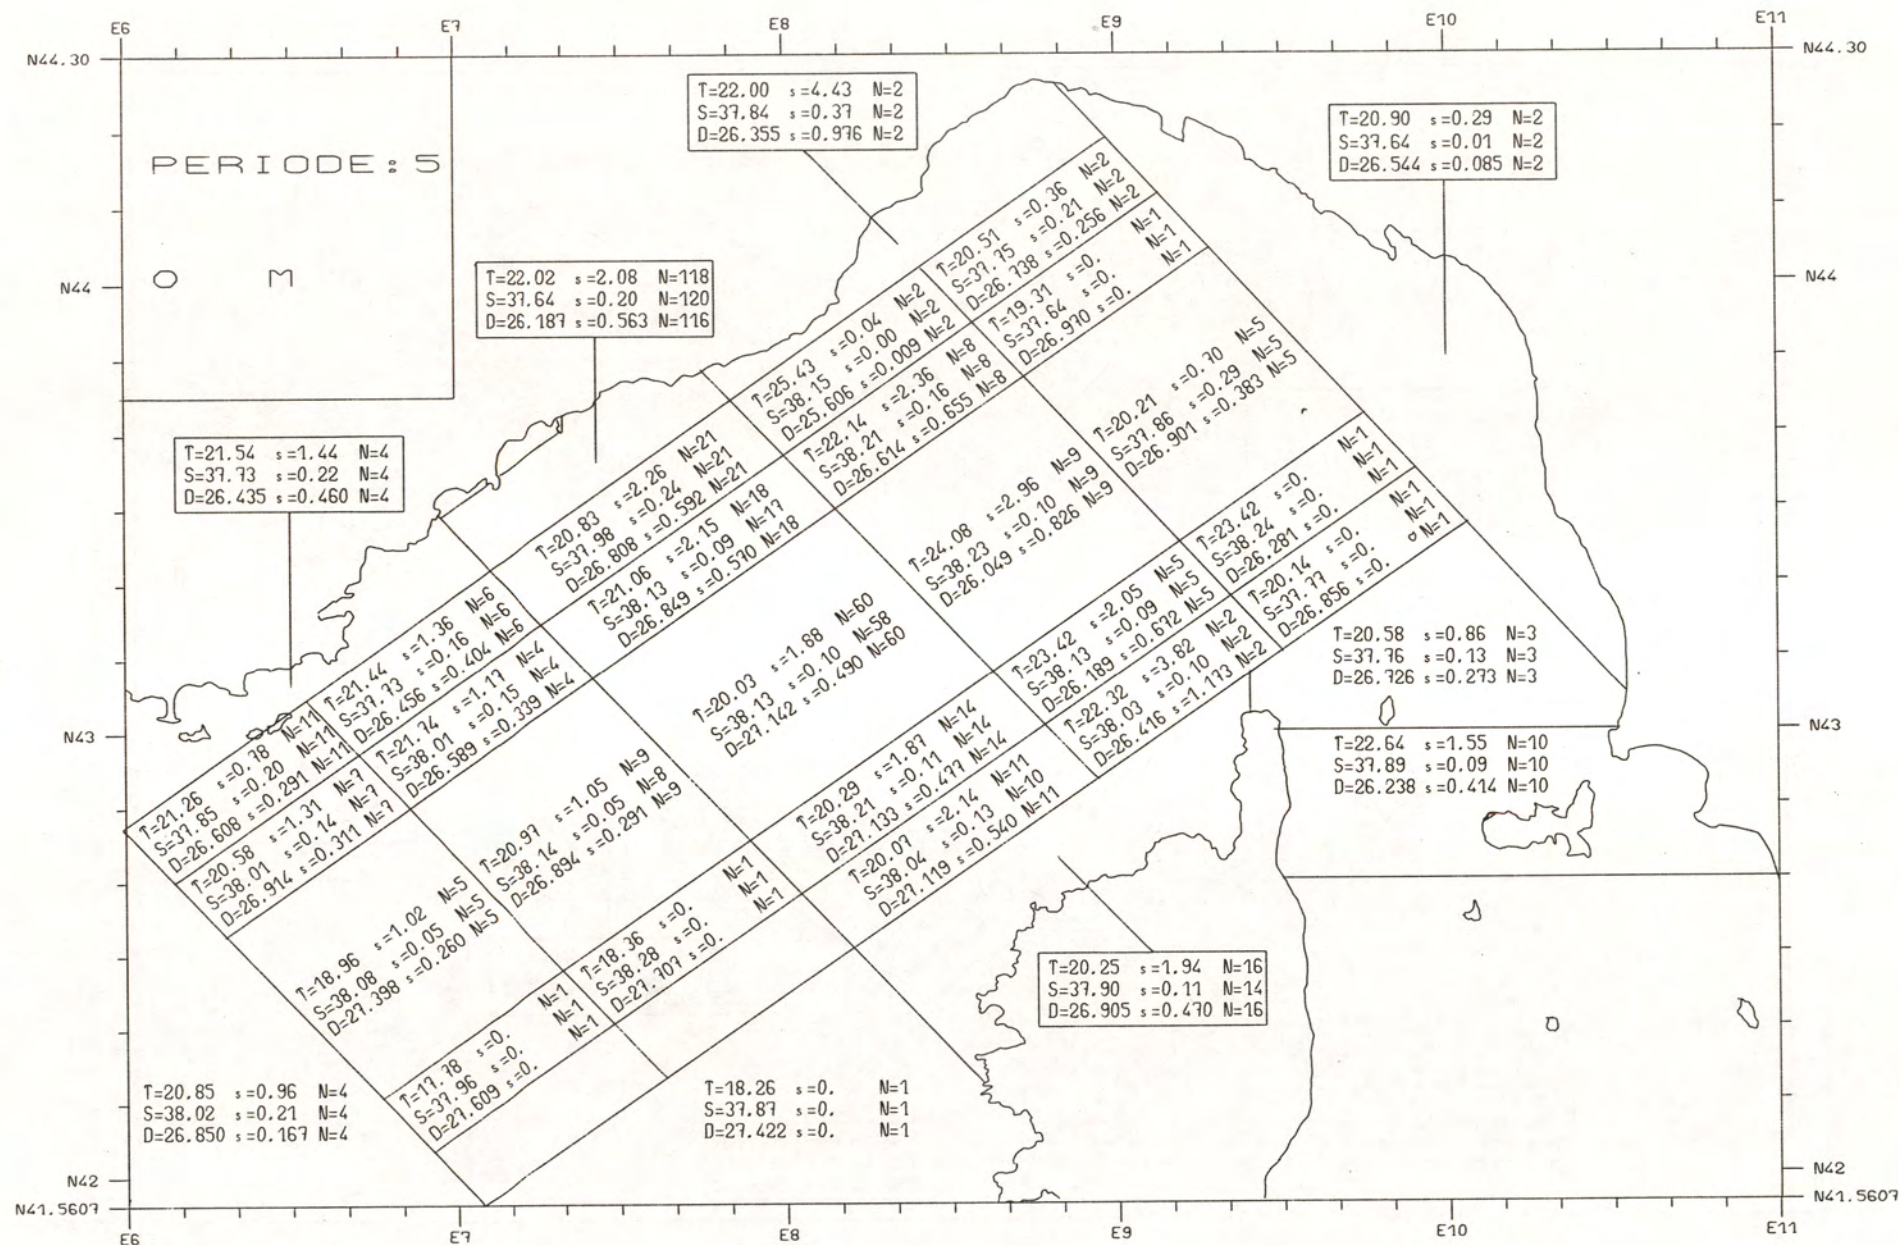 E6 E7 E8 E9 E10 E11
N44.30 N44.30
PERIODE:5
0 M
T=22.00 s=4.43 N=2
S=37.84 s=0.37 N=2
D=26.355 s=0.976 N=2
T=20.90 s=0.29 N=2
S=37.64 s=0.01 N=2
D=26.544 s=0.085 N=2
N44 N44
T=22.02 s=2.08 N=118
S=37.64 s=0.20 N=120
D=26.187 s=0.563 N=116
T=21.54 s=1.44 N=4
S=37.73 s=0.22 N=4
D=26.435 s=0.460 N=4
T=20.51 s=0.36 N=2
S=37.75 s=0.21 N=2
D=26.738 s=0.256 N=2
T=19.31 s=0. N=1
S=37.64 s=0. N=1
D=26.970 s=0. N=1
T=25.43 s=0.04 N=2
S=38.15 s=0.00 N=2
D=25.606 s=0.009 N=2
T=22.14 s=2.36 N=8
S=38.21 s=0.16 N=8
D=26.614 s=0.655 N=8
T=20.21 s=0.70 N=5
S=37.86 s=0.29 N=5
D=26.901 s=0.383 N=5
T=20.83 s=2.26 N=21
S=37.98 s=0.24 N=21
D=26.808 s=0.592 N=21
T=21.06 s=2.15 N=18
S=38.13 s=0.09 N=17
D=26.849 s=0.570 N=18
T=24.08 s=2.96 N=9
S=38.23 s=0.10 N=9
D=26.049 s=0.826 N=9
T=23.42 s=0. N=1
S=38.24 s=0. N=1
D=26.281 s=0. N=1
T=20.14 s=0. N=1
S=37.77 s=0. N=1
D=26.856 s=0. N=1
T=21.44 s=1.36 N=6
S=37.73 s=0.16 N=6
D=26.456 s=0.404 N=6
T=21.74 s=1.17 N=4
S=38.01 s=0.15 N=4
D=26.589 s=0.339 N=4
T=20.03 s=1.88 N=60
S=38.13 s=0.10 N=58
D=27.142 s=0.490 N=60
T=23.42 s=2.05 N=5
S=38.13 s=0.09 N=5
D=26.189 s=0.672 N=5
T=22.32 s=3.82 N=2
S=38.03 s=0.10 N=2
D=26.416 s=1.173 N=2
T=20.58 s=0.86 N=3
S=37.76 s=0.13 N=3
D=26.726 s=0.273 N=3
N43 N43
T=22.64 s=1.55 N=10
S=37.89 s=0.09 N=10
D=26.238 s=0.414 N=10
T=21.26 s=0.78 N=11
S=37.85 s=0.20 N=11
D=26.608 s=0.291 N=11
T=20.58 s=1.31 N=7
S=38.01 s=0.14 N=7
D=26.914 s=0.311 N=7
T=20.97 s=1.05 N=9
S=38.14 s=0.05 N=8
D=26.894 s=0.291 N=9
T=20.29 s=1.87 N=14
S=38.21 s=0.11 N=14
D=27.133 s=0.477 N=14
T=20.07 s=2.14 N=11
S=38.04 s=0.13 N=10
D=27.119 s=0.540 N=11
T=18.96 s=1.02 N=5
S=38.08 s=0.05 N=5
D=27.398 s=0.260 N=5
T=18.36 s=0. N=1
S=38.28 s=0. N=1
D=27.707 s=0. N=1
T=20.25 s=1.94 N=16
S=37.90 s=0.11 N=14
D=26.905 s=0.470 N=16
T=17.78 s=0. N=1
S=37.96 s=0. N=1
D=27.609 s=0. N=1
T=20.85 s=0.96 N=4
S=38.02 s=0.21 N=4
D=26.850 s=0.167 N=4
T=18.26 s=0. N=1
S=37.87 s=0. N=1
D=27.422 s=0. N=1
N42 N42
N41.5607 N41.5607
E6 E7 E8 E9 E10 E11